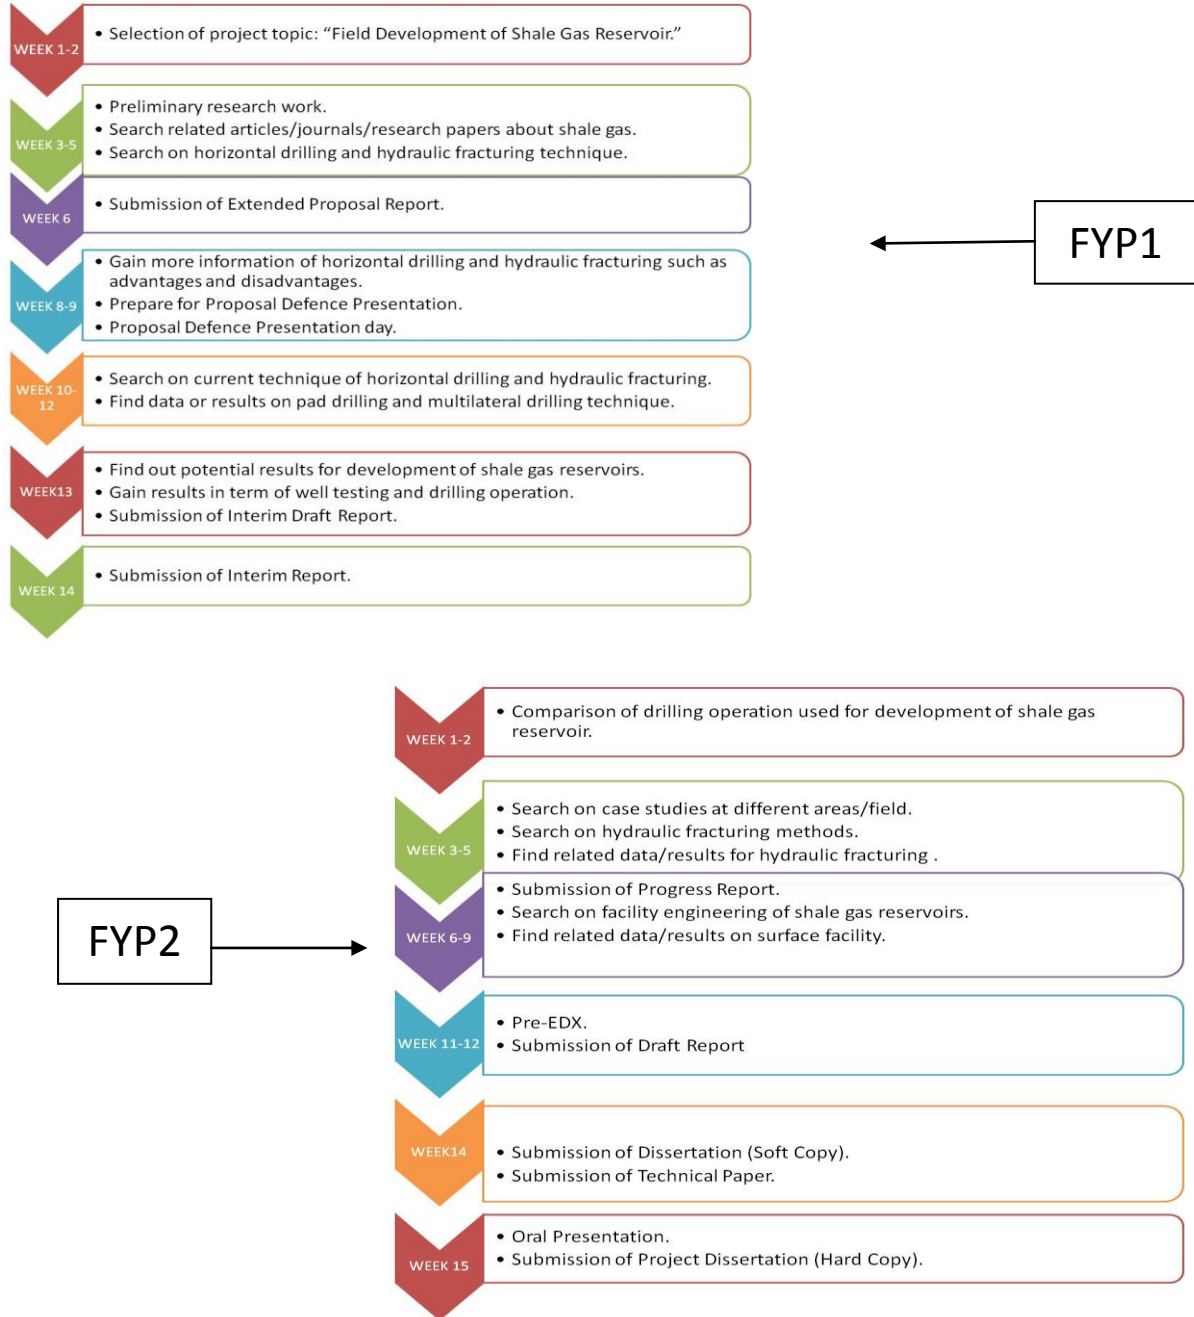 WEEK 1-2
• Selection of project topic: “Field Development of Shale Gas Reservoir.”
WEEK 3-5
• Preliminary research work.
• Search related articles/journals/research papers about shale gas.
• Search on horizontal drilling and hydraulic fracturing technique.
WEEK 6
• Submission of Extended Proposal Report.
FYP1
WEEK 8-9
• Gain more information of horizontal drilling and hydraulic fracturing such as
advantages and disadvantages.
• Prepare for Proposal Defence Presentation.
• Proposal Defence Presentation day.
WEEK 10-
12
• Search on current technique of horizontal drilling and hydraulic fracturing.
• Find data or results on pad drilling and multilateral drilling technique.
WEEK13
• Find out potential results for development of shale gas reservoirs.
• Gain results in term of well testing and drilling operation.
• Submission of Interim Draft Report.
WEEK 14
• Submission of Interim Report.
WEEK 1-2
• Comparison of drilling operation used for development of shale gas
reservoir.
WEEK 3-5
• Search on case studies at different areas/field.
• Search on hydraulic fracturing methods.
• Find related data/results for hydraulic fracturing .
FYP2
WEEK 6-9
• Submission of Progress Report.
• Search on facility engineering of shale gas reservoirs.
• Find related data/results on surface facility.
WEEK 11-12
• Pre-EDX.
• Submission of Draft Report
WEEK14
• Submission of Dissertation (Soft Copy).
• Submission of Technical Paper.
WEEK 15
• Oral Presentation.
• Submission of Project Dissertation (Hard Copy).